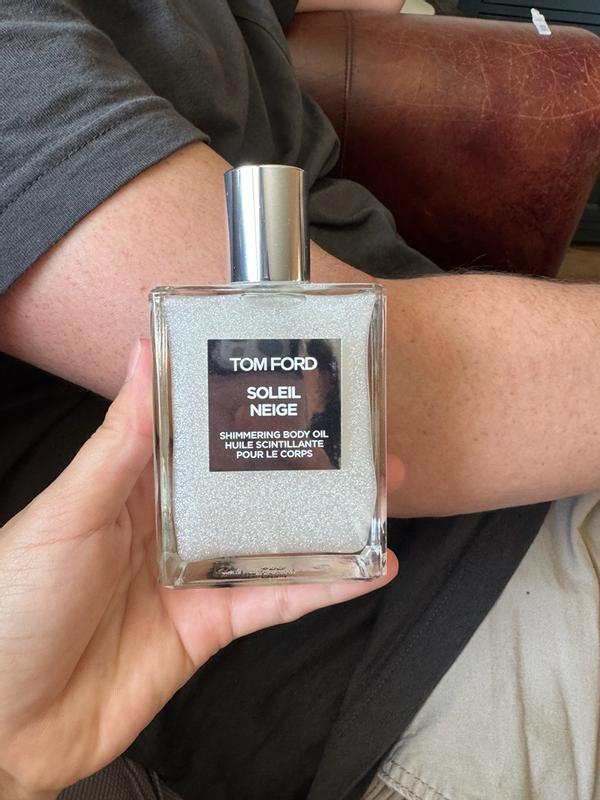 TOM FORD
SOLEIL
NEIGE
SHIMMERING BODY OIL
HUILE SCINTILLANTE
POUR LE CORPS